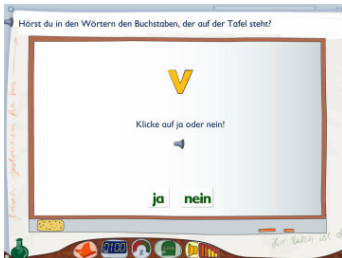 Hörst du in den Wörtern den Buchstaben, der auf der Tafel steht?
v
Klicke auf ja oder nein!
ja nein